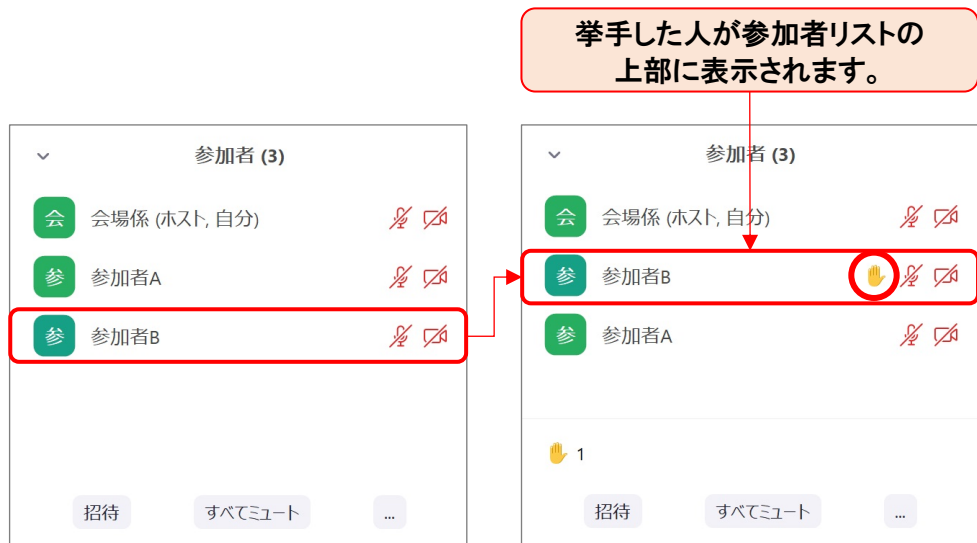 挙手した人が参加者リストの
上部に表示されます。
参加者 (3)
会 会場係 (ホスト, 自分)
参 参加者A
参 参加者B
招待 すべてミュート ...
参加者 (3)
会 会場係 (ホスト, 自分)
参 参加者B
参 参加者A
1
招待 すべてミュート ...